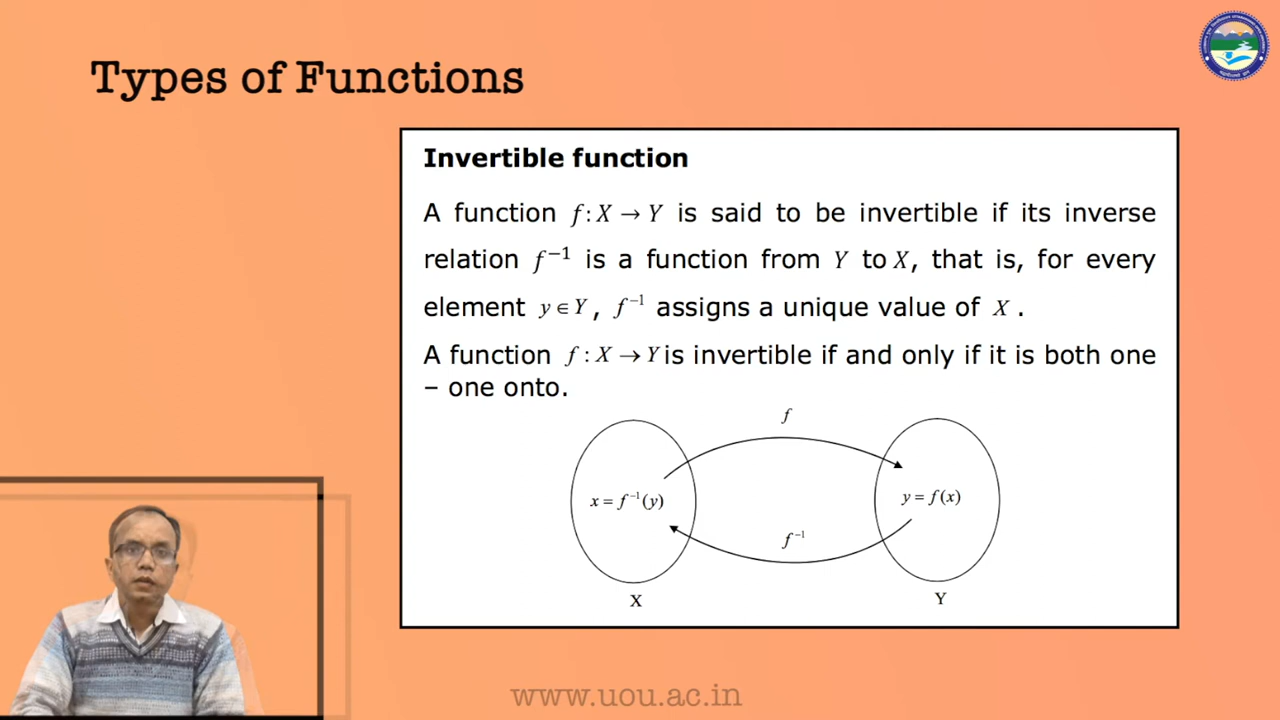 Types of Functions
Invertible function
A function f : X → Y is said to be invertible if its inverse
relation f⁻¹ is a function from Y to X, that is, for every
element y ∈ Y, f⁻¹ assigns a unique value of X.
A function f : X → Y is invertible if and only if it is both one
– one onto.
f
x = f⁻¹(y)
y = f(x)
f⁻¹
X
Y
www.uou.ac.in